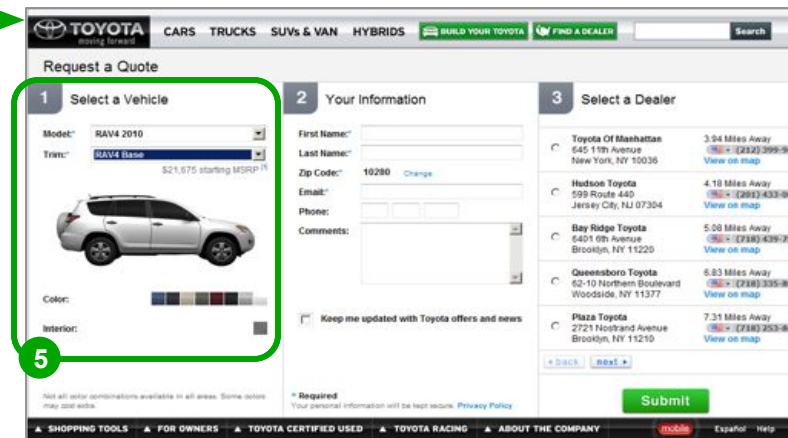 TOYOTA
moving forward
CARS TRUCKS SUVs & VAN HYBRIDS BUILD YOUR TOYOTA FIND A DEALER Search
Request a Quote
1 Select a Vehicle
Model:* RAV4 2010
Trim:* RAV4 Base
$21,675 starting MSRP [1]
Color:
Interior:
5
Not all color combinations available in all areas. Some colors
may cost extra.
2 Your Information
First Name:*
Last Name:*
Zip Code:* 10280 Change
Email:*
Phone:
Comments:
Keep me updated with Toyota offers and news
* Required
Your personal information will be kept secure. Privacy Policy
3 Select a Dealer
Toyota Of Manhattan 3.94 Miles Away
645 11th Avenue (212) 399-9
New York, NY 10036 View on map
Hudson Toyota 4.18 Miles Away
599 Route 440 (201) 433-0
Jersey City, NJ 07304 View on map
Bay Ridge Toyota 5.08 Miles Away
6401 6th Avenue (718) 439-7
Brooklyn, NY 11220 View on map
Queensboro Toyota 6.83 Miles Away
62-10 Northern Boulevard (718) 335-8
Woodside, NY 11377 View on map
Plaza Toyota 7.31 Miles Away
2721 Nostrand Avenue (718) 253-8
Brooklyn, NY 11210 View on map
back next
Submit
SHOPPING TOOLS FOR OWNERS TOYOTA CERTIFIED USED TOYOTA RACING ABOUT THE COMPANY mobile Español Help